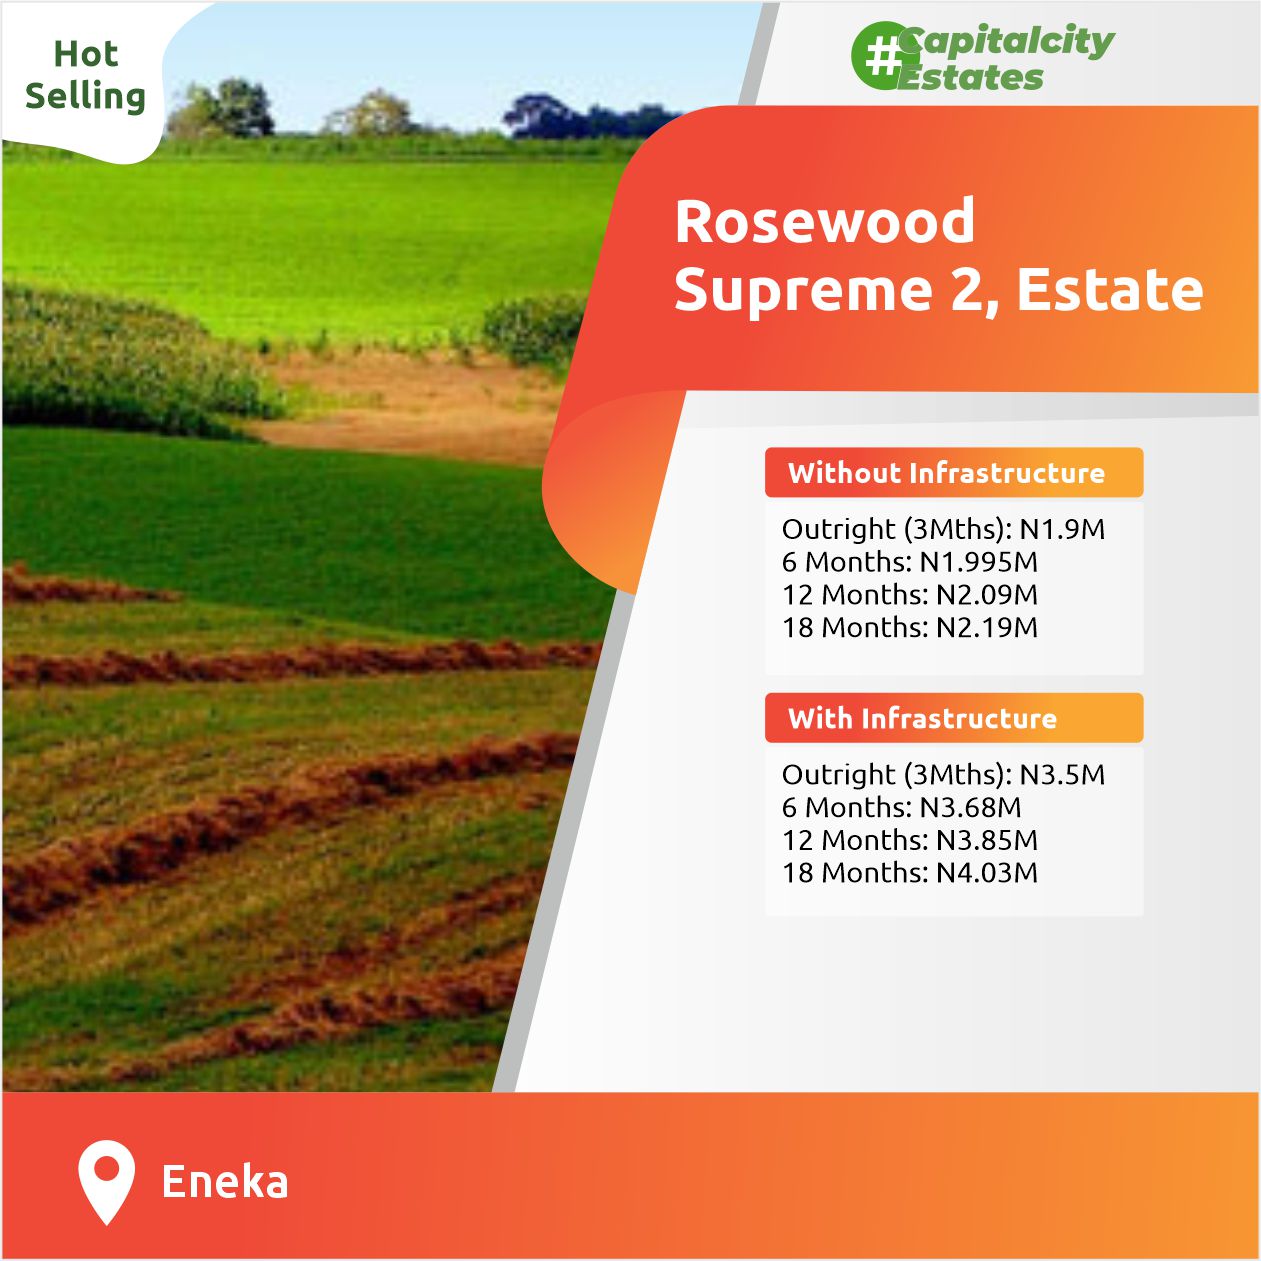 Hot
Selling
#Capitalcity
Estates
Rosewood
Supreme 2, Estate
Without Infrastructure
Outright (3Mths): N1.9M
6 Months: N1.995M
12 Months: N2.09M
18 Months: N2.19M
With Infrastructure
Outright (3Mths): N3.5M
6 Months: N3.68M
12 Months: N3.85M
18 Months: N4.03M
Eneka